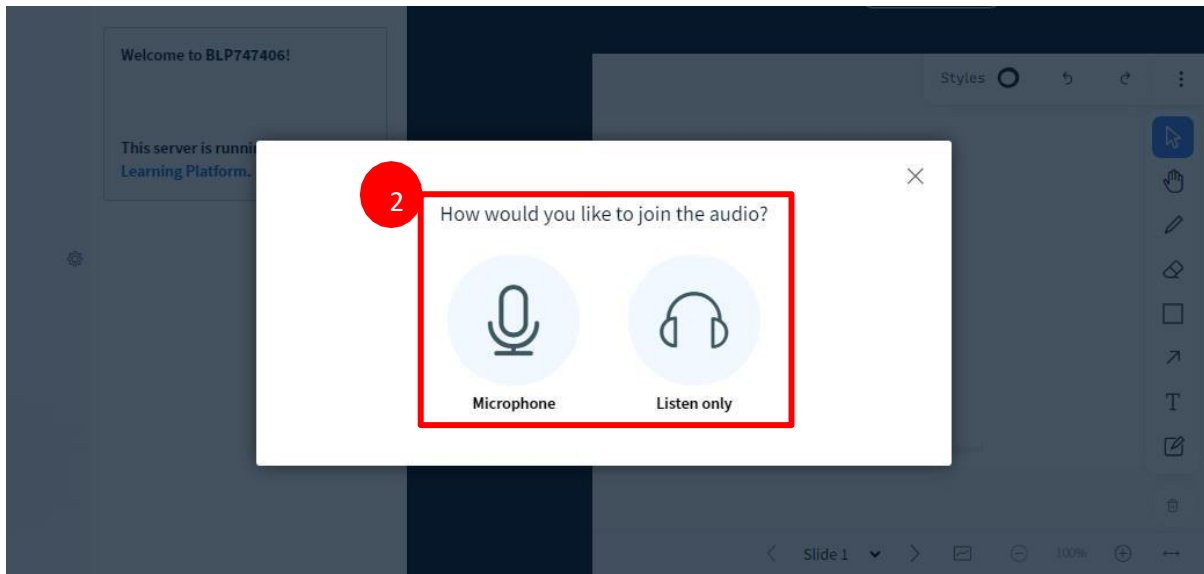 Welcome to BLP747406!
Styles
This server is runni
Learning Platform.
2
How would you like to join the audio?
Microphone
Listen only
T
Slide 1
100%